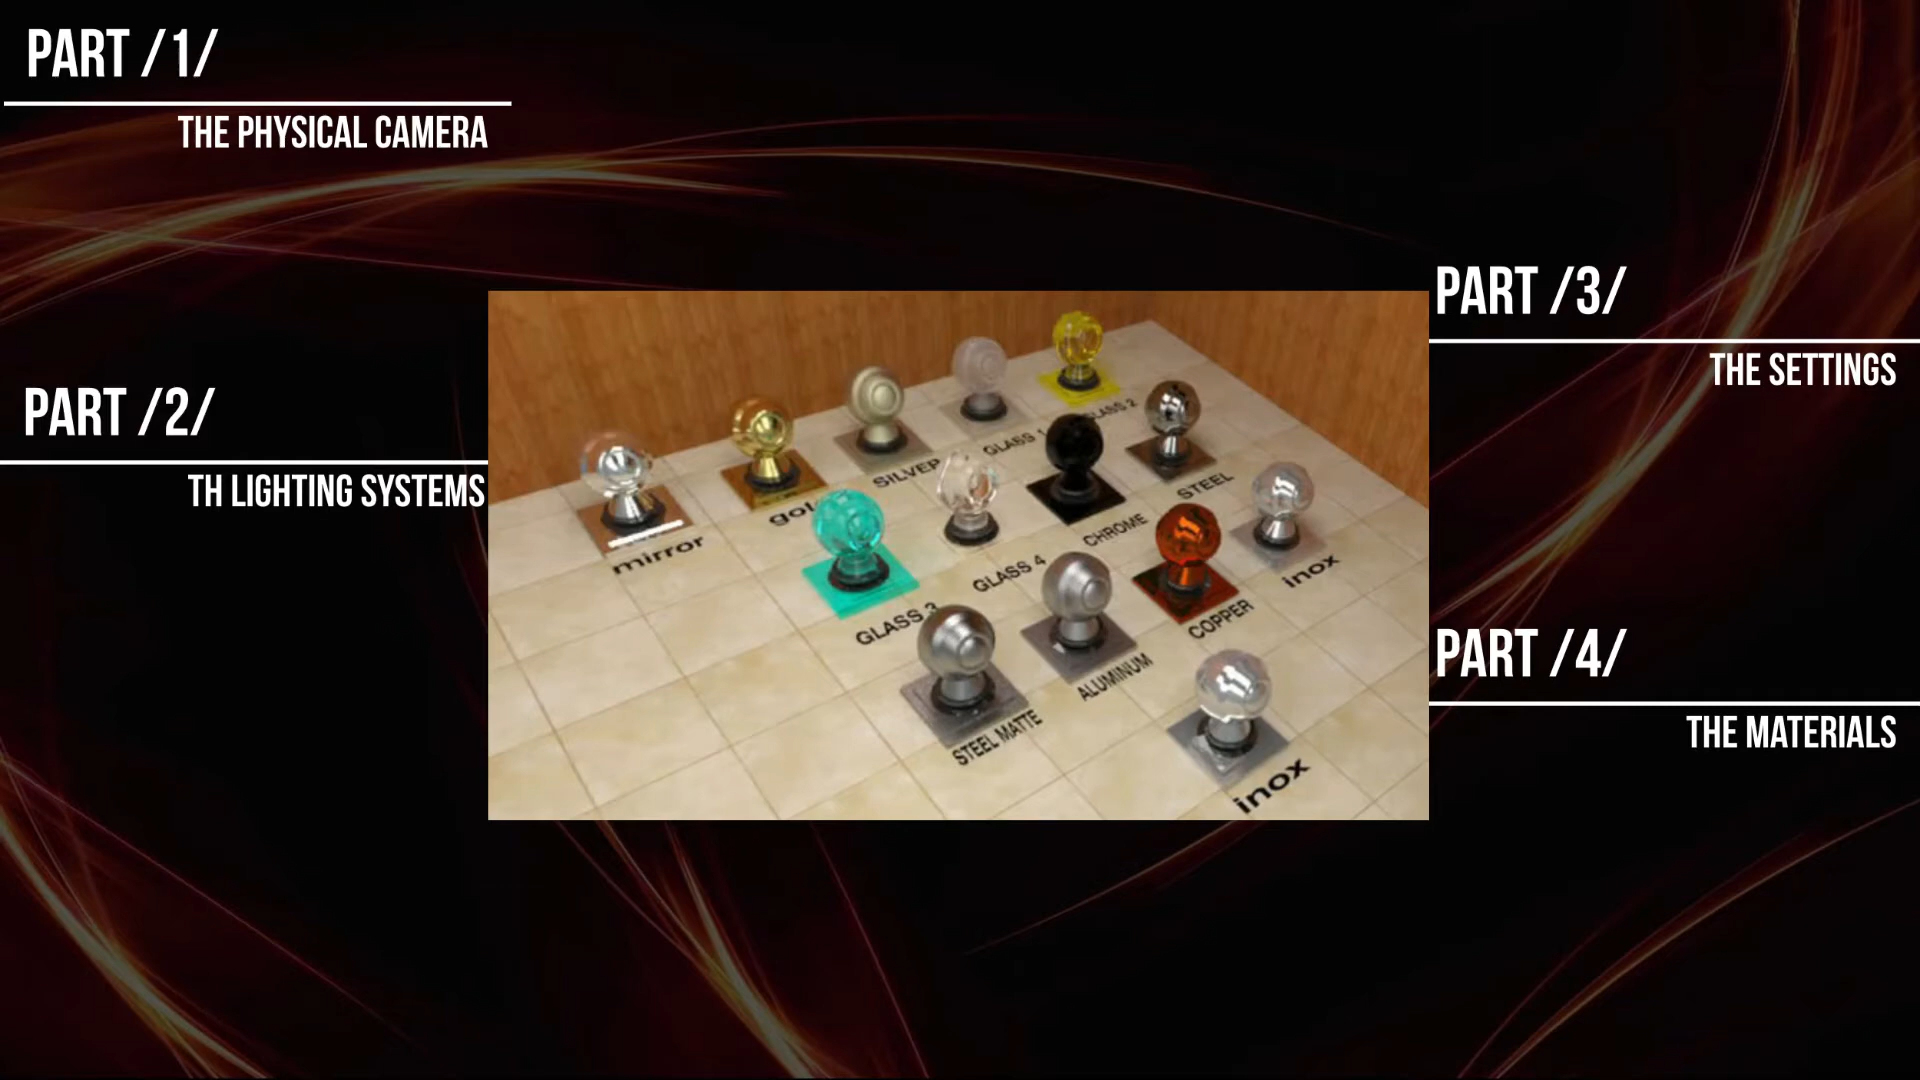 PART /1/
THE PHYSICAL CAMERA
PART /2/
TH LIGHTING SYSTEMS
PART /3/
THE SETTINGS
PART /4/
THE MATERIALS
GLASS 2
GLASS 1
SILVER
STEEL
gol
CHROME
mirror
GLASS 4
inox
GLASS 3
COPPER
ALUMINUM
STEEL MATTE
inox